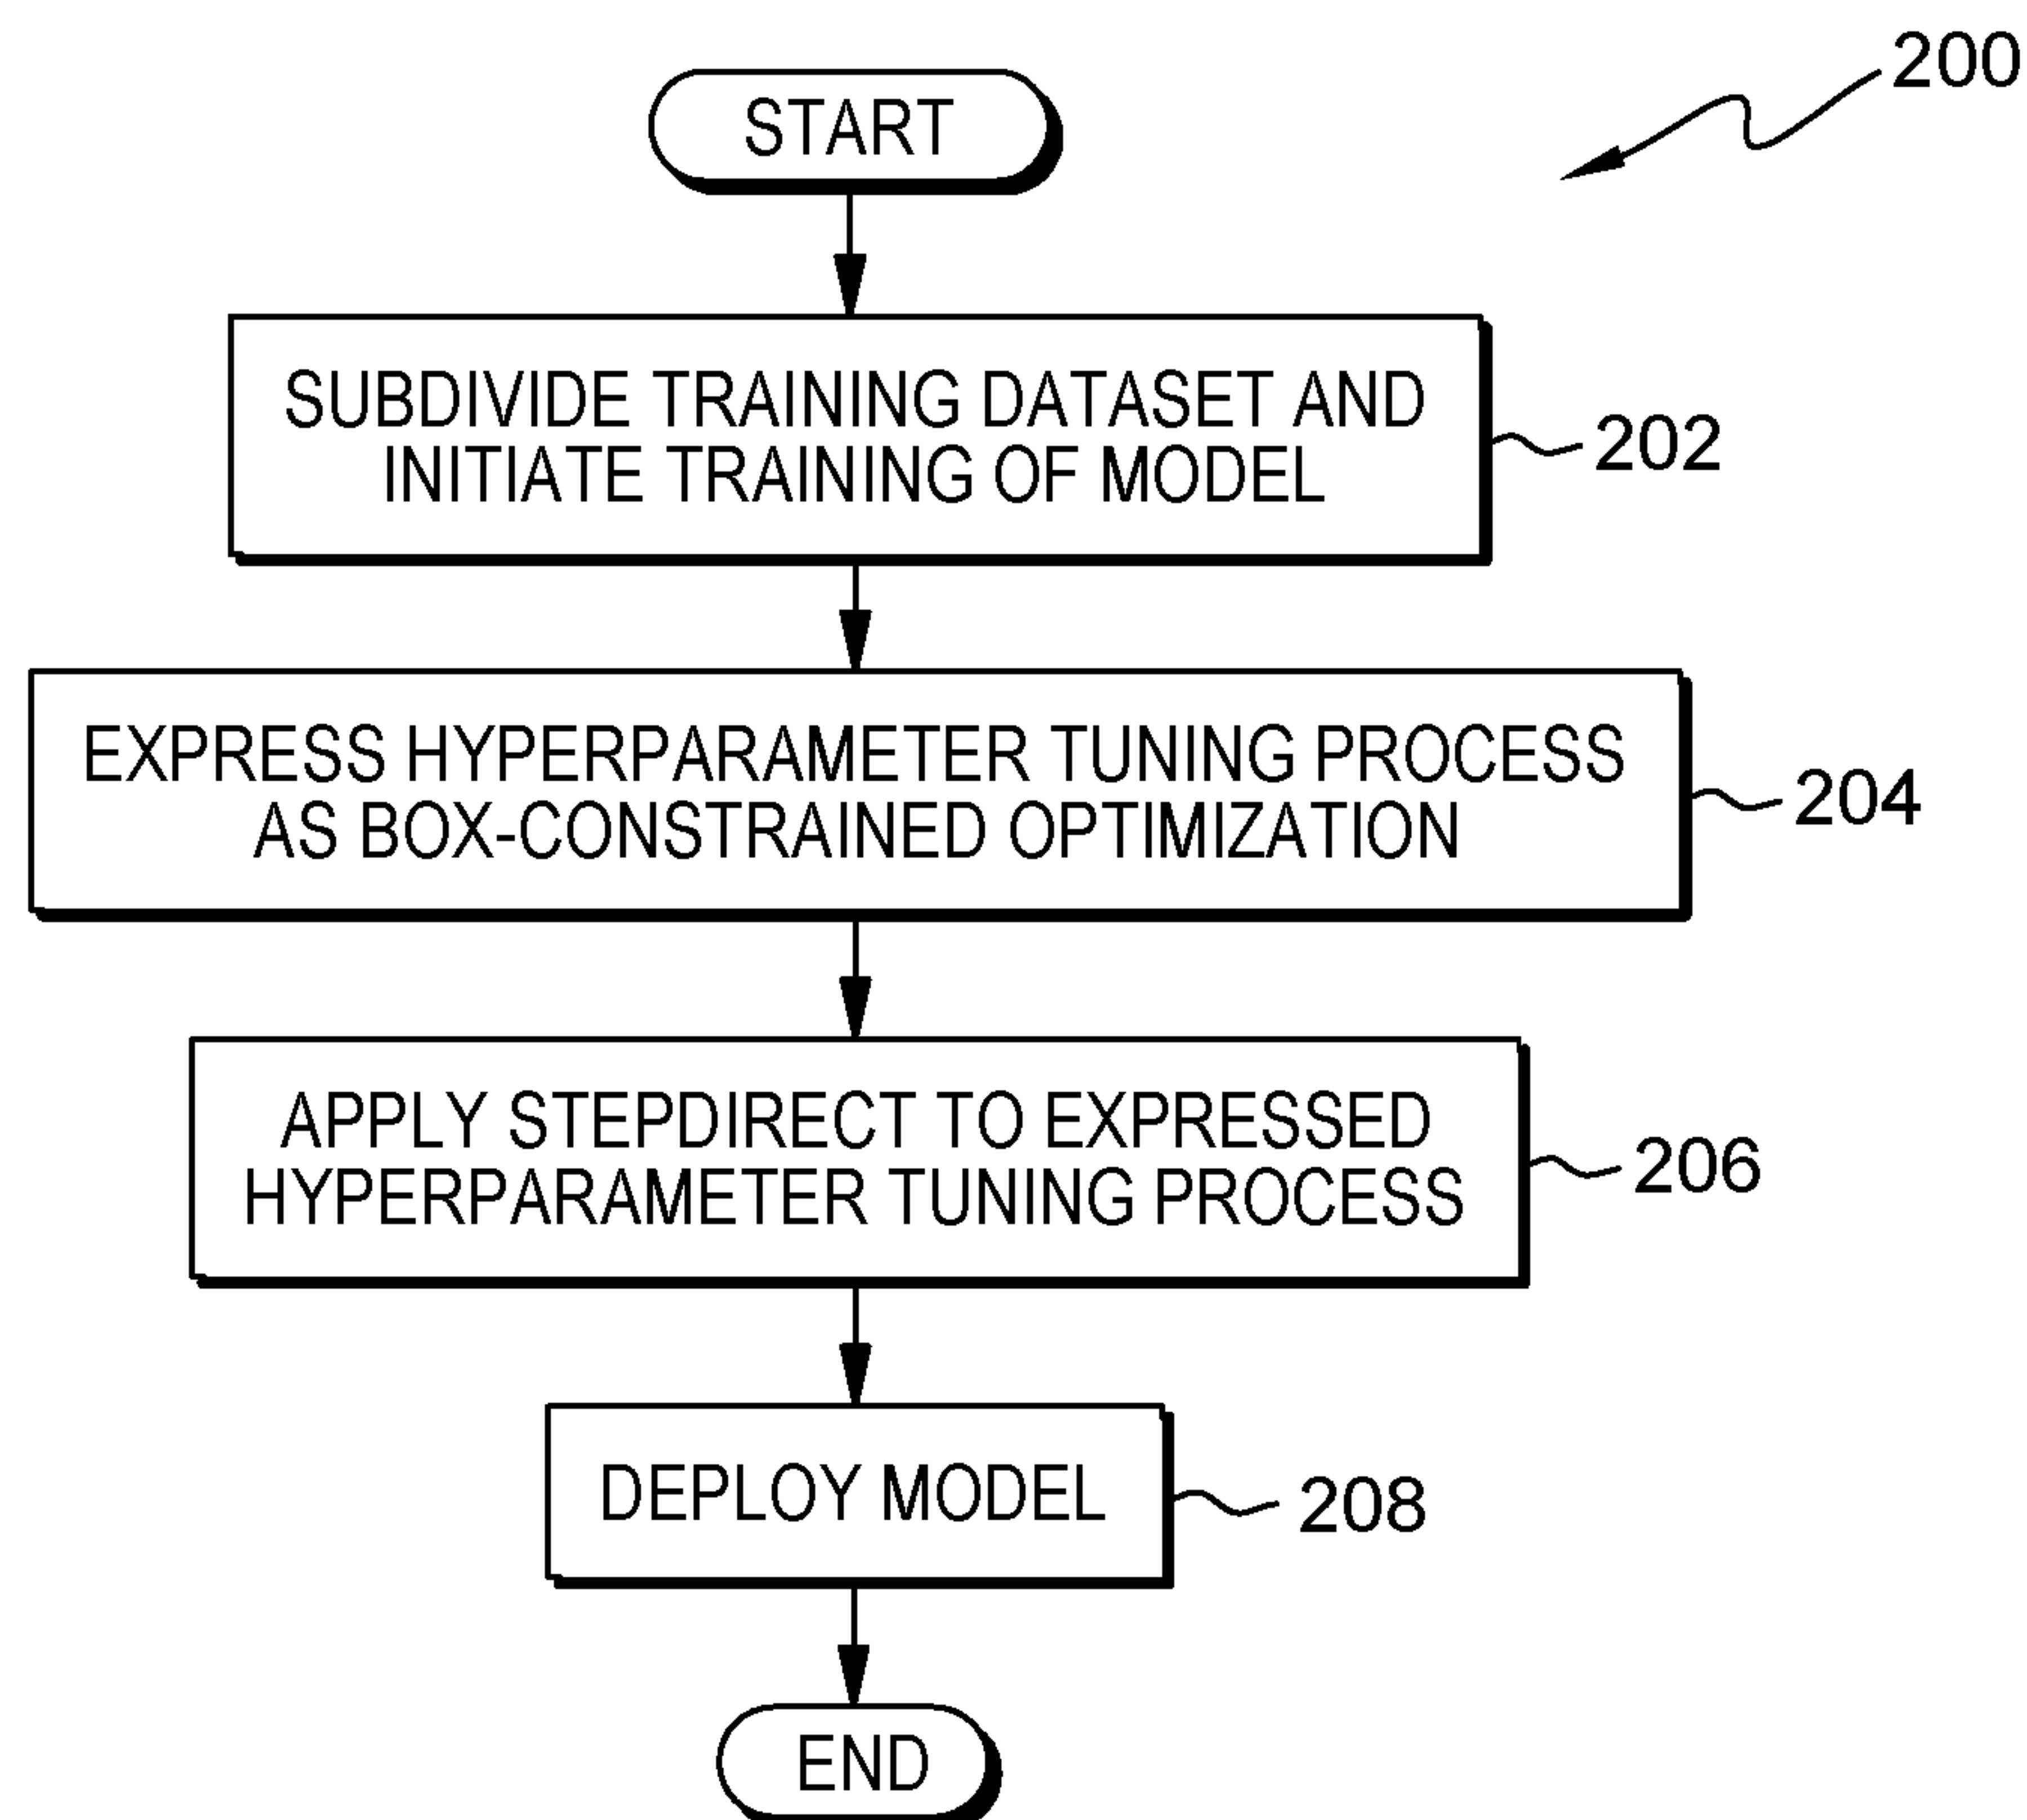 200
START
SUBDIVIDE TRAINING DATASET AND
INITIATE TRAINING OF MODEL
202
EXPRESS HYPERPARAMETER TUNING PROCESS
AS BOX-CONSTRAINED OPTIMIZATION
204
APPLY STEPDIRECT TO EXPRESSED
HYPERPARAMETER TUNING PROCESS
206
DEPLOY MODEL
208
END